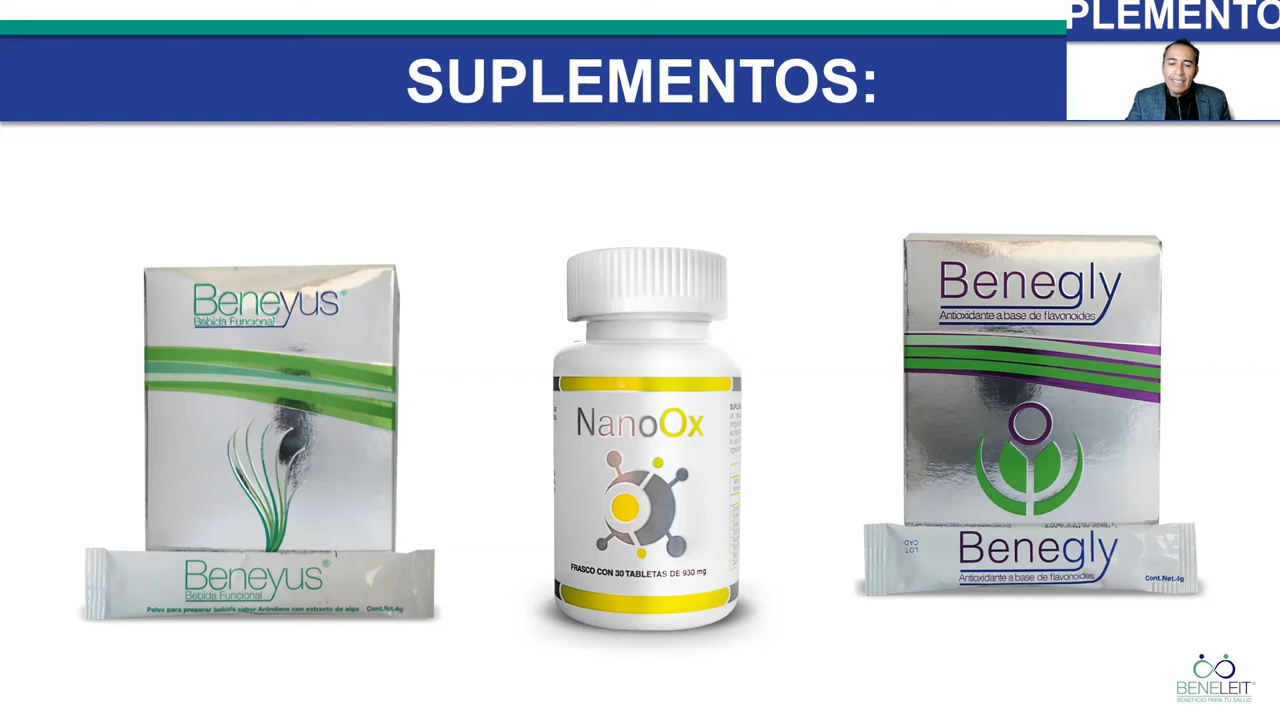 PLEMENTO
SUPLEMENTOS:
Beneyus®
Bebida Funcional
Beneyus®
Bebida Funcional
Polvo para preparar bebida sabor Arándano con extracto de alga Cont.Net.4g
NanoOx
FRASCO CON 30 TABLETAS DE 930 mg
Benegly
Antioxidante a base de flavonoides
LOT
CAD
Benegly
Antioxidante a base de flavonoides
Cont.Net.4g
BENELEIT®
BENEFICIO PARA TU SALUD